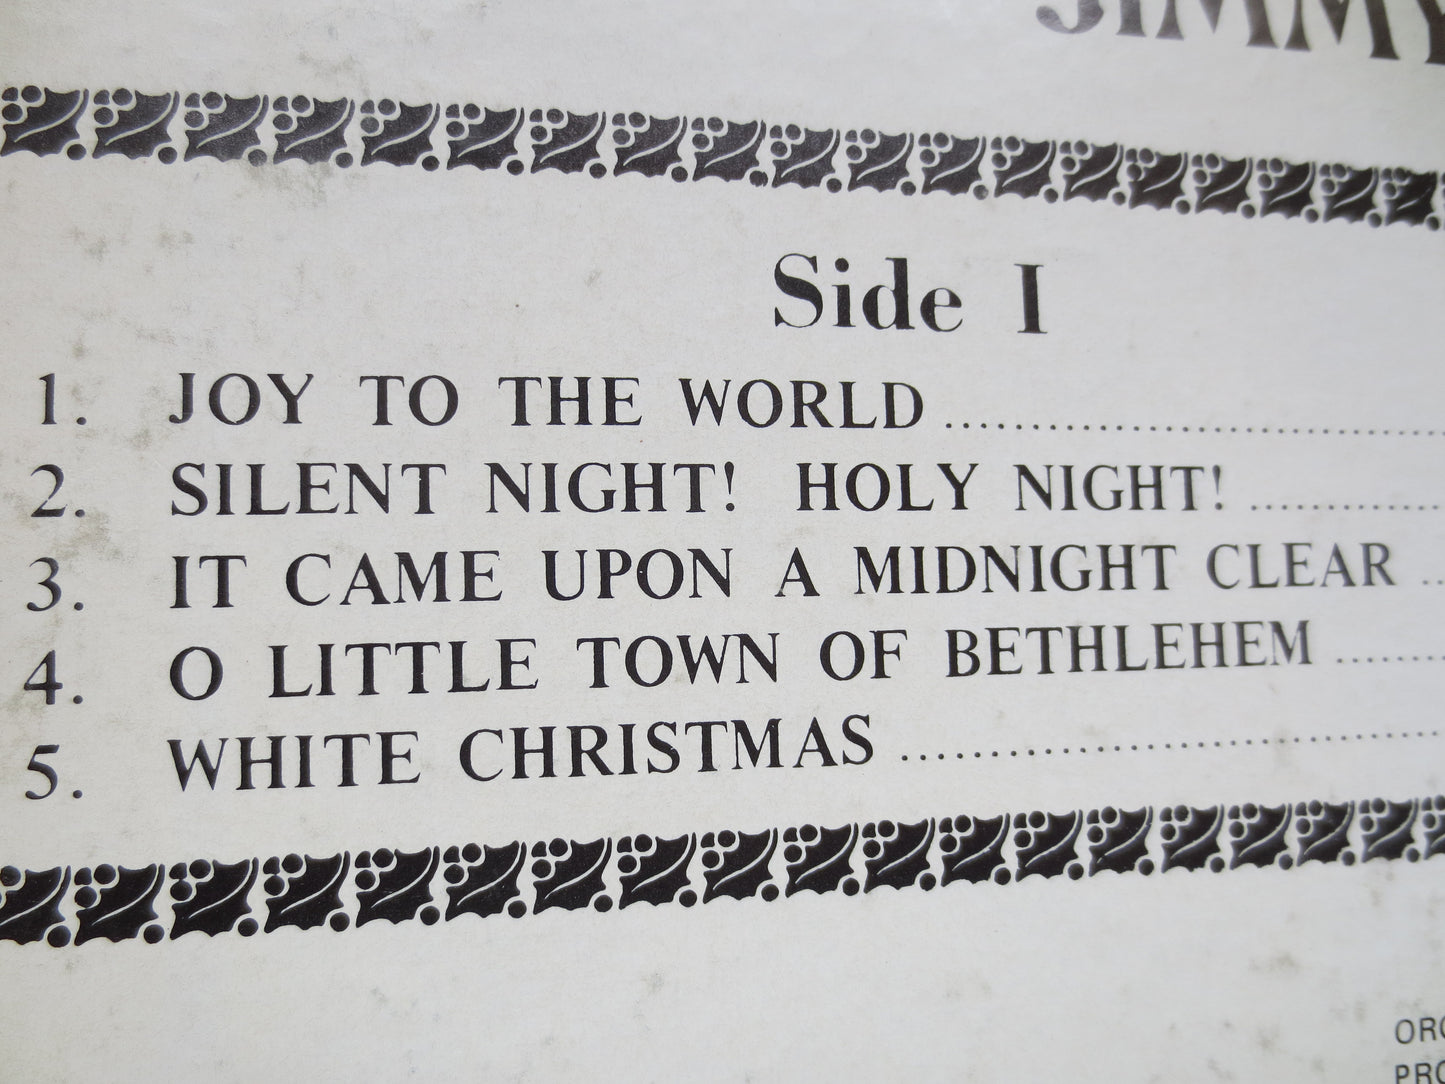 JIMMY
Side I
1. JOY TO THE WORLD
2. SILENT NIGHT! HOLY NIGHT!
3. IT CAME UPON A MIDNIGHT CLEAR
4. O LITTLE TOWN OF BETHLEHEM
5. WHITE CHRISTMAS